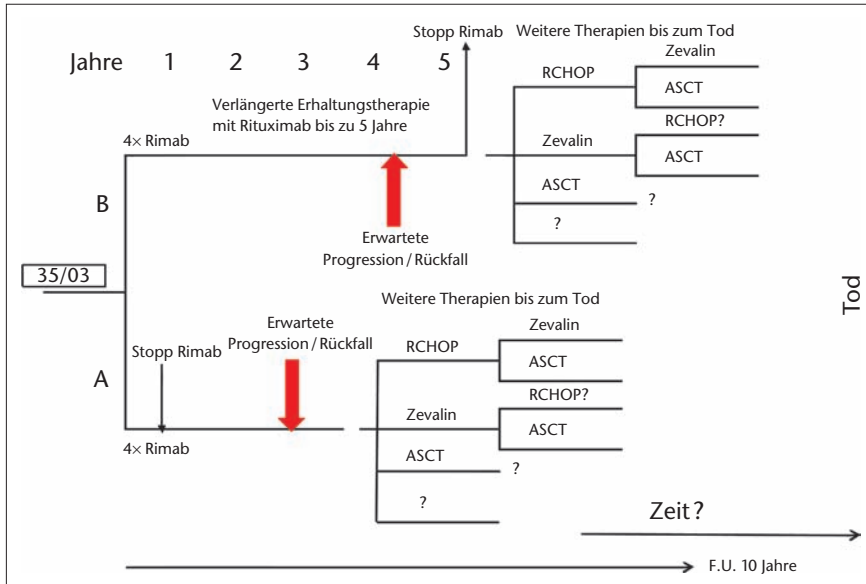 Stopp Rimab
Weitere Therapien bis zum Tod
Jahre 1 2 3 4 5
Zevalin
RCHOP
ASCT
Verlängerte Erhaltungstherapie
mit Rituximab bis zu 5 Jahre
RCHOP?
4× Rimab
Zevalin
ASCT
B
ASCT
?
?
Erwartete
Progression / Rückfall
35/03
Weitere Therapien bis zum Tod
Tod
Erwartete
Progression / Rückfall
Zevalin
Stopp Rimab
RCHOP
ASCT
A
RCHOP?
Zevalin
ASCT
4× Rimab
ASCT
?
?
Zeit?
F.U. 10 Jahre